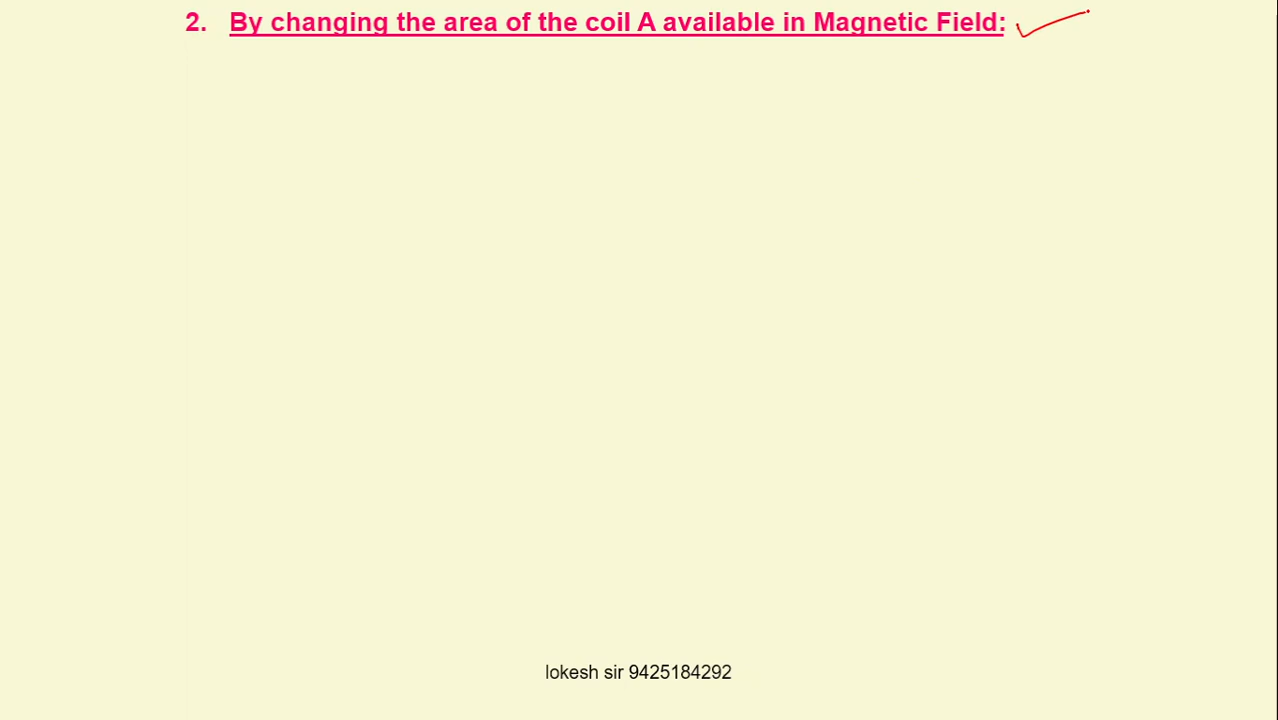 2. By changing the area of the coil A available in Magnetic Field:
lokesh sir 9425184292